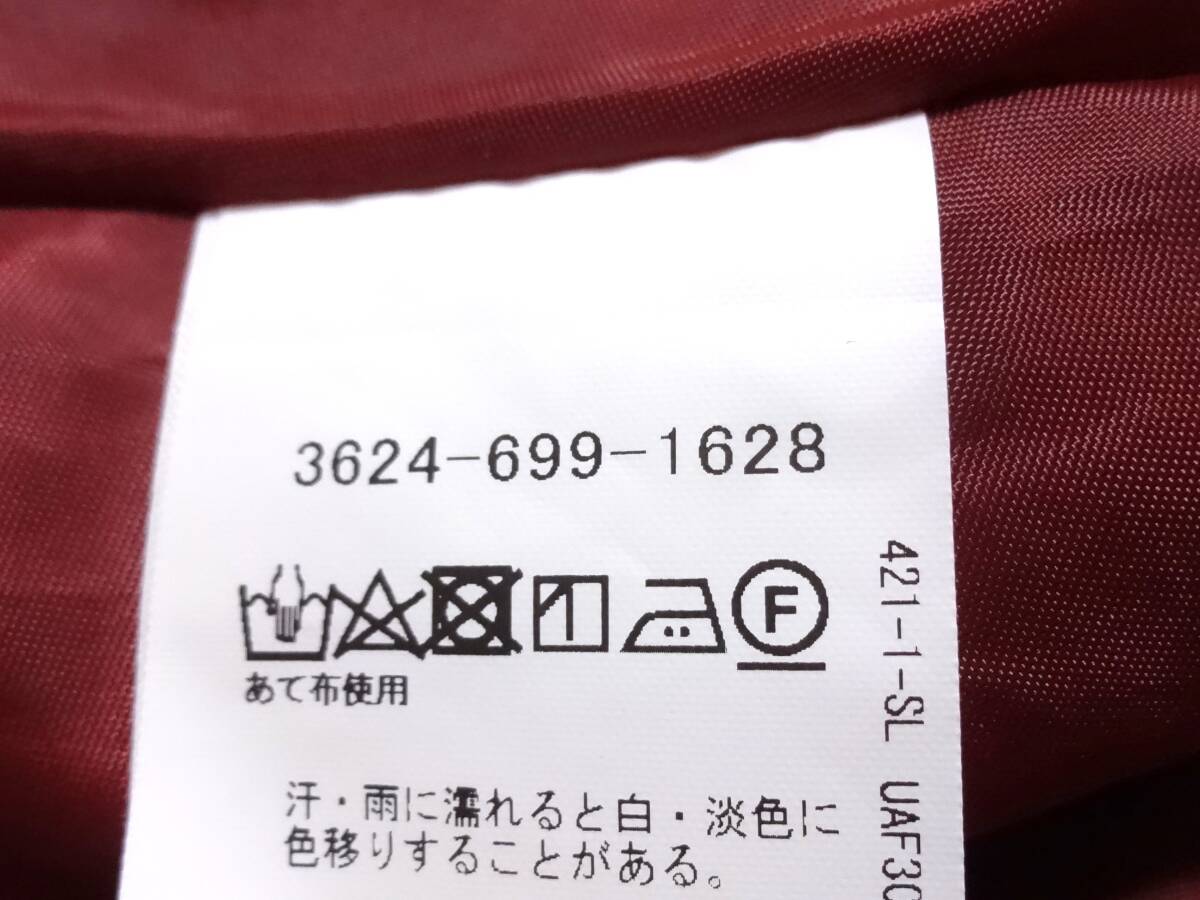 3624-699-1628
F
あて布使用
汗・雨に濡れると白・淡色に
色移りすることがある。
421-1-SL UAF30